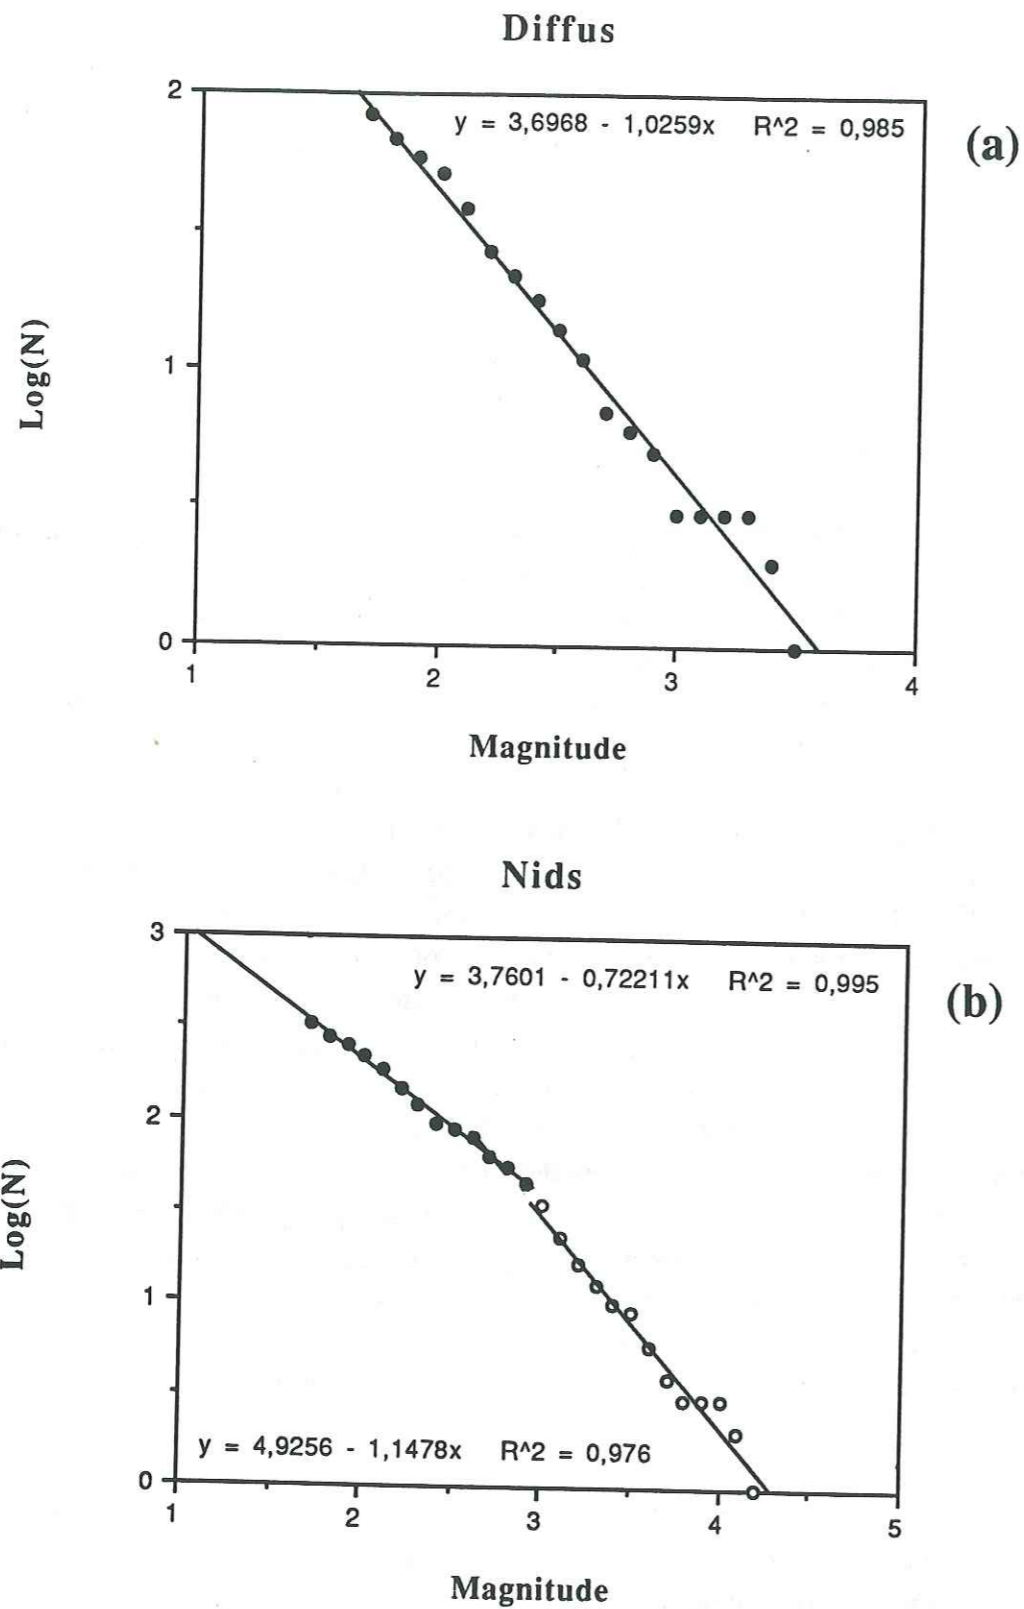 Diffus
2
y = 3,6968 - 1,0259x R^2 = 0,985
(a)
Log(N)
1
0
1 2 3 4
Magnitude
Nids
3
y = 3,7601 - 0,72211x R^2 = 0,995
(b)
2
Log(N)
1
y = 4,9256 - 1,1478x R^2 = 0,976
0
1 2 3 4 5
Magnitude